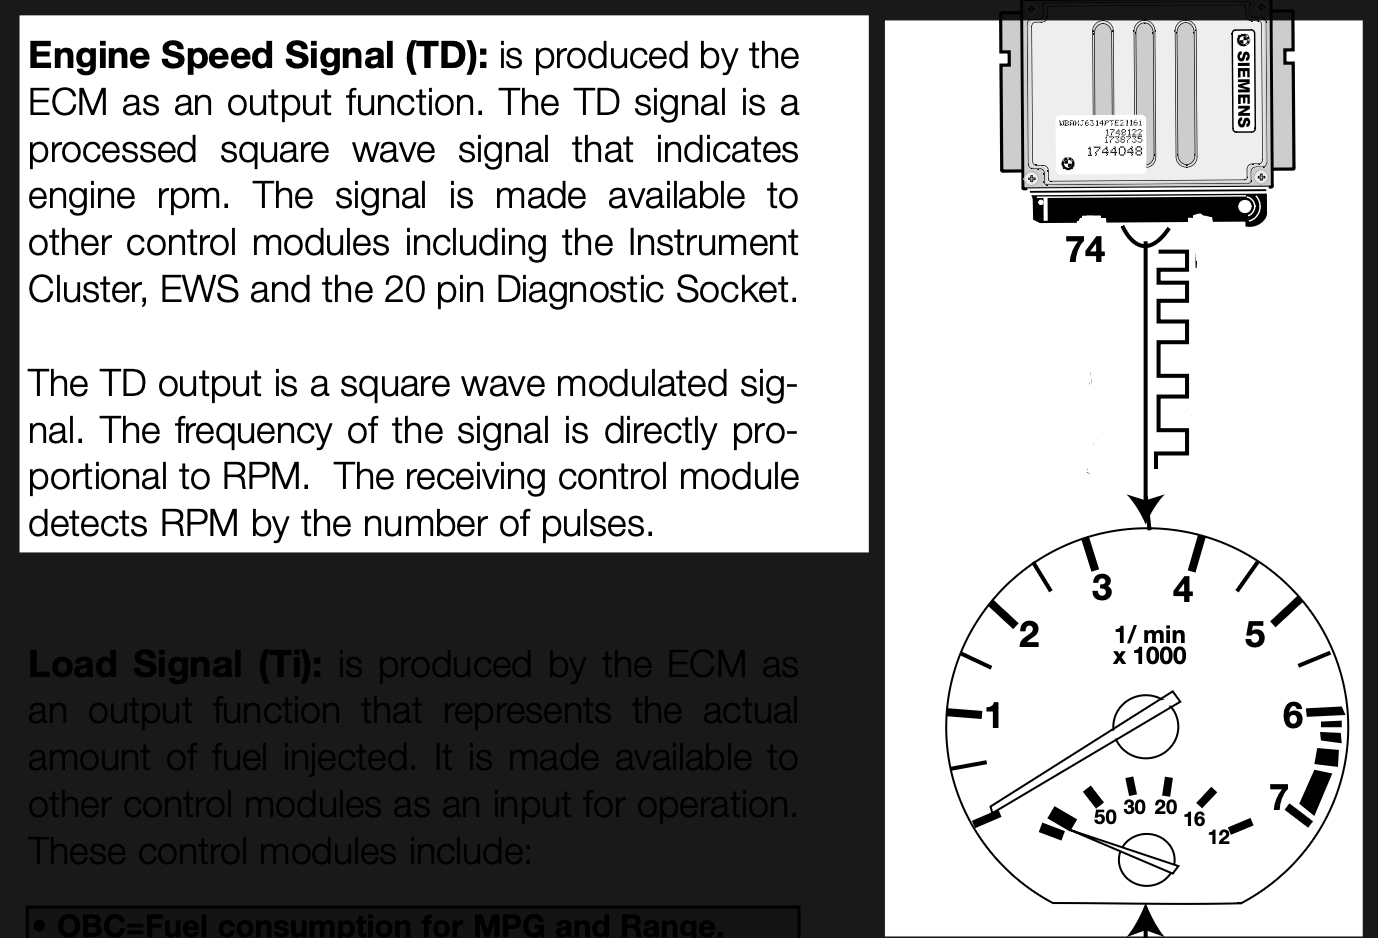 Engine Speed Signal (TD): is produced by the
ECM as an output function. The TD signal is a
processed square wave signal that indicates
engine rpm. The signal is made available to
other control modules including the Instrument
Cluster, EWS and the 20 pin Diagnostic Socket.
The TD output is a square wave modulated sig-
nal. The frequency of the signal is directly pro-
portional to RPM. The receiving control module
detects RPM by the number of pulses.
Load Signal (Ti): is produced by the ECM as
an output function that represents the actual
amount of fuel injected. It is made available to
other control modules as an input for operation.
These control modules include:
• OBC=Fuel consumption for MPG and Range.
SIEMENS
1748122
1738735
1744048
74
1
2
3
4
5
6
7
1/ min
x 1000
50
30
20
16
12